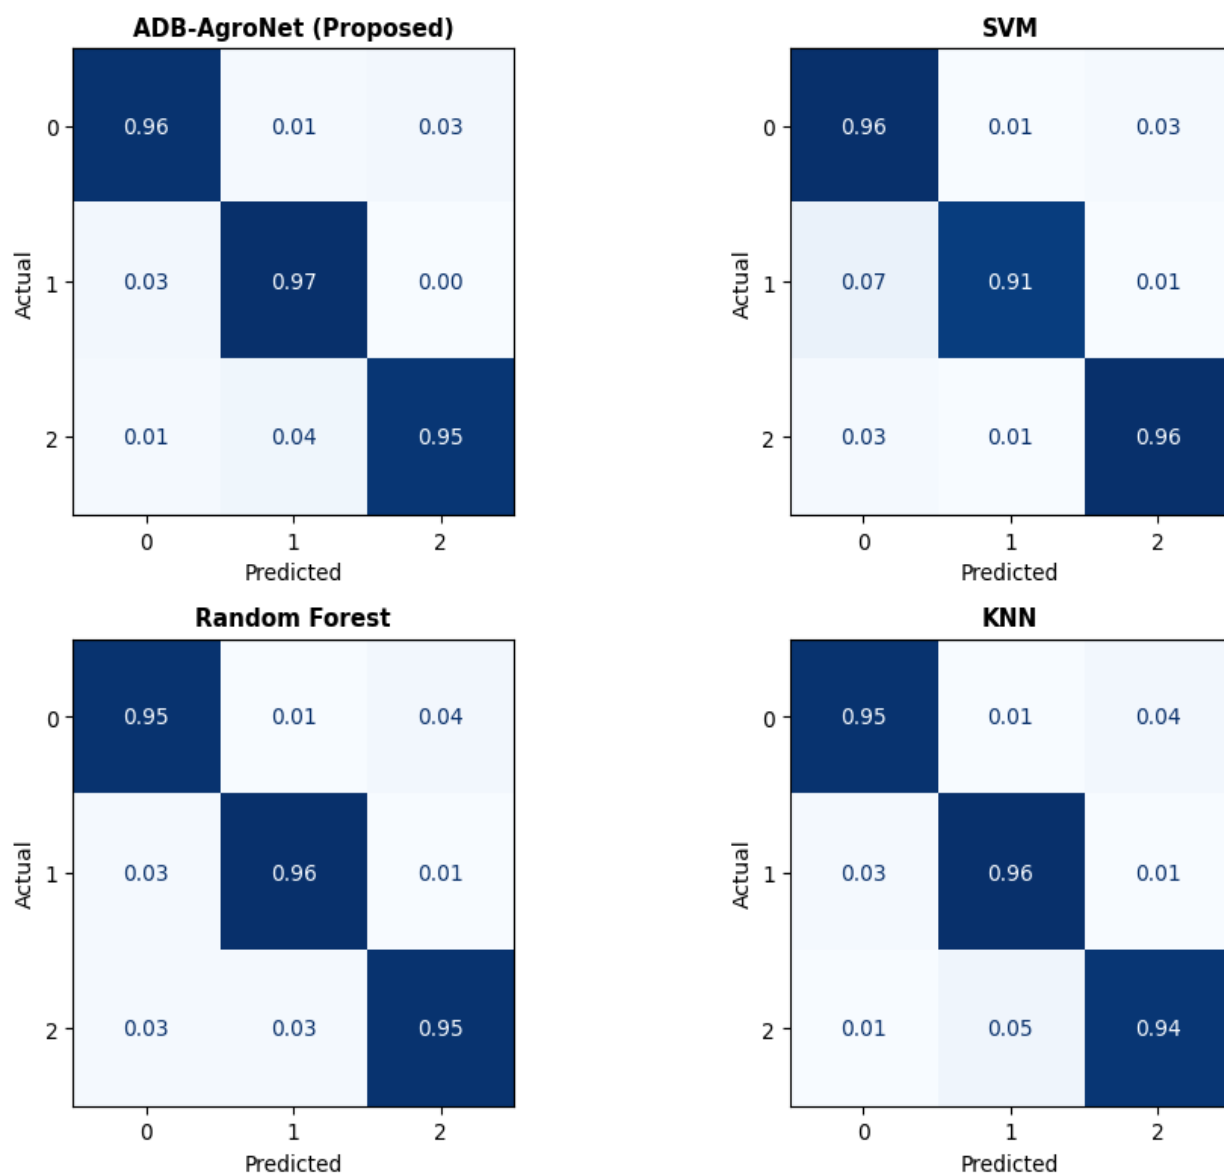 ADB-AgroNet (Proposed)
0 0.96 0.01 0.03
Actual
1 0.03 0.97 0.00
2 0.01 0.04 0.95
0 1 2
Predicted
SVM
0 0.96 0.01 0.03
Actual
1 0.07 0.91 0.01
2 0.03 0.01 0.96
0 1 2
Predicted
Random Forest
0 0.95 0.01 0.04
Actual
1 0.03 0.96 0.01
2 0.03 0.03 0.95
0 1 2
Predicted
KNN
0 0.95 0.01 0.04
Actual
1 0.03 0.96 0.01
2 0.01 0.05 0.94
0 1 2
Predicted